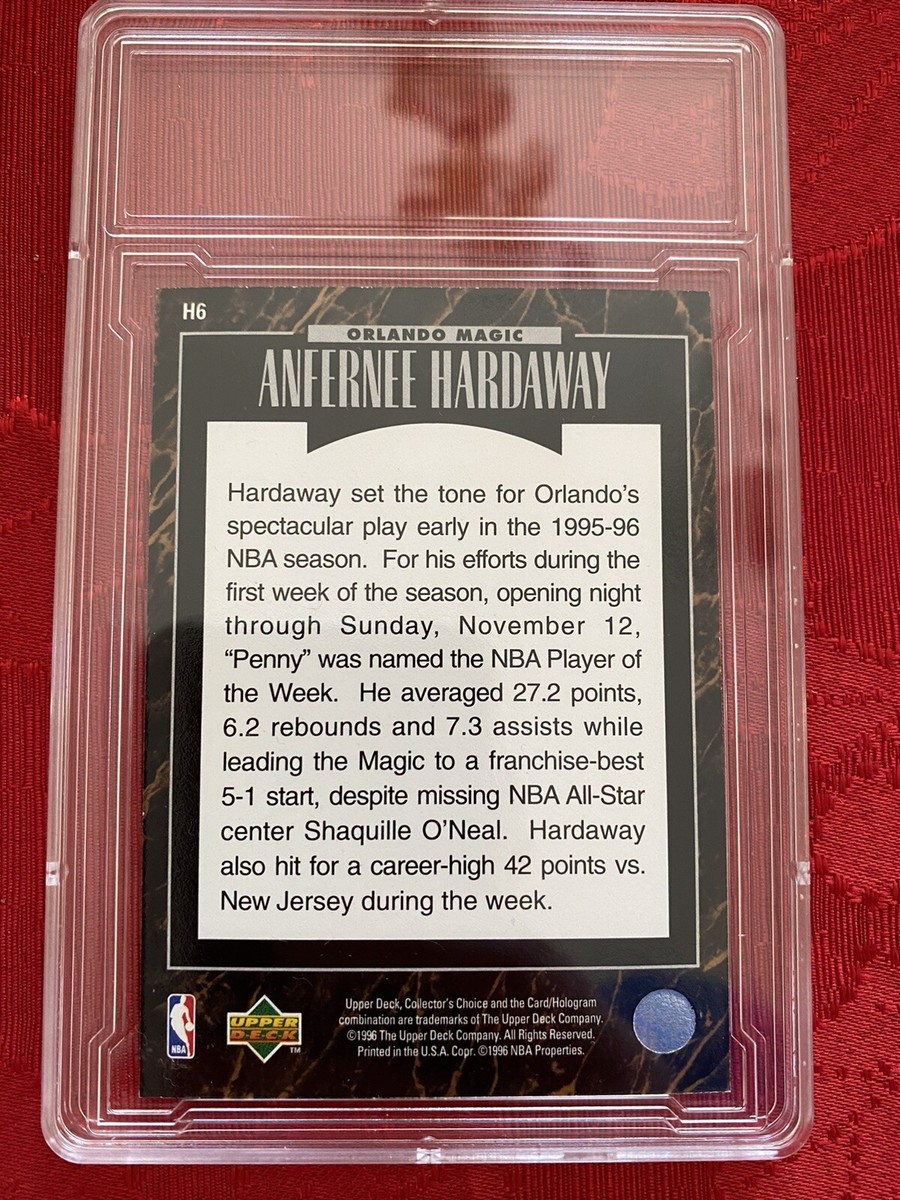 H6
ORLANDO MAGIC
ANFERNEE HARDAWAY
Hardaway set the tone for Orlando's
spectacular play early in the 1995-96
NBA season. For his efforts during the
first week of the season, opening night
through Sunday, November 12,
“Penny” was named the NBA Player of
the Week. He averaged 27.2 points,
6.2 rebounds and 7.3 assists while
leading the Magic to a franchise-best
5-1 start, despite missing NBA All-Star
center Shaquille O'Neal. Hardaway
also hit for a career-high 42 points vs.
New Jersey during the week.
NBA
UPPER
DECK
TM
Upper Deck, Collector's Choice and the Card/Hologram
combination are trademarks of The Upper Deck Company.
©1996 The Upper Deck Company. All Rights Reserved.
Printed in the U.S.A. Copr. ©1996 NBA Properties.